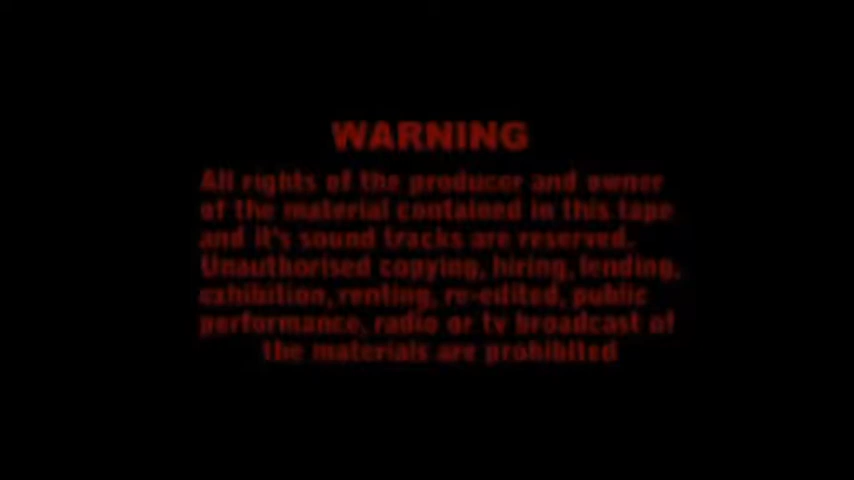 WARNING
All rights of the producer and owner
of the material contained in this tape
and it's sound tracks are reserved.
Unauthorised copying, hiring, lending,
exhibition, renting, re-edited, public
performance, radio or tv broadcast of
the materials are prohibited